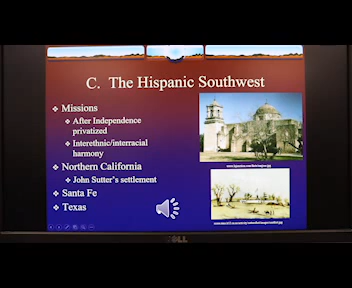 C. The Hispanic Southwest
Missions
After Independence
privatized
Interethnic/interracial
harmony
Northern California
John Sutter's settlement
Santa Fe
Texas
DELL